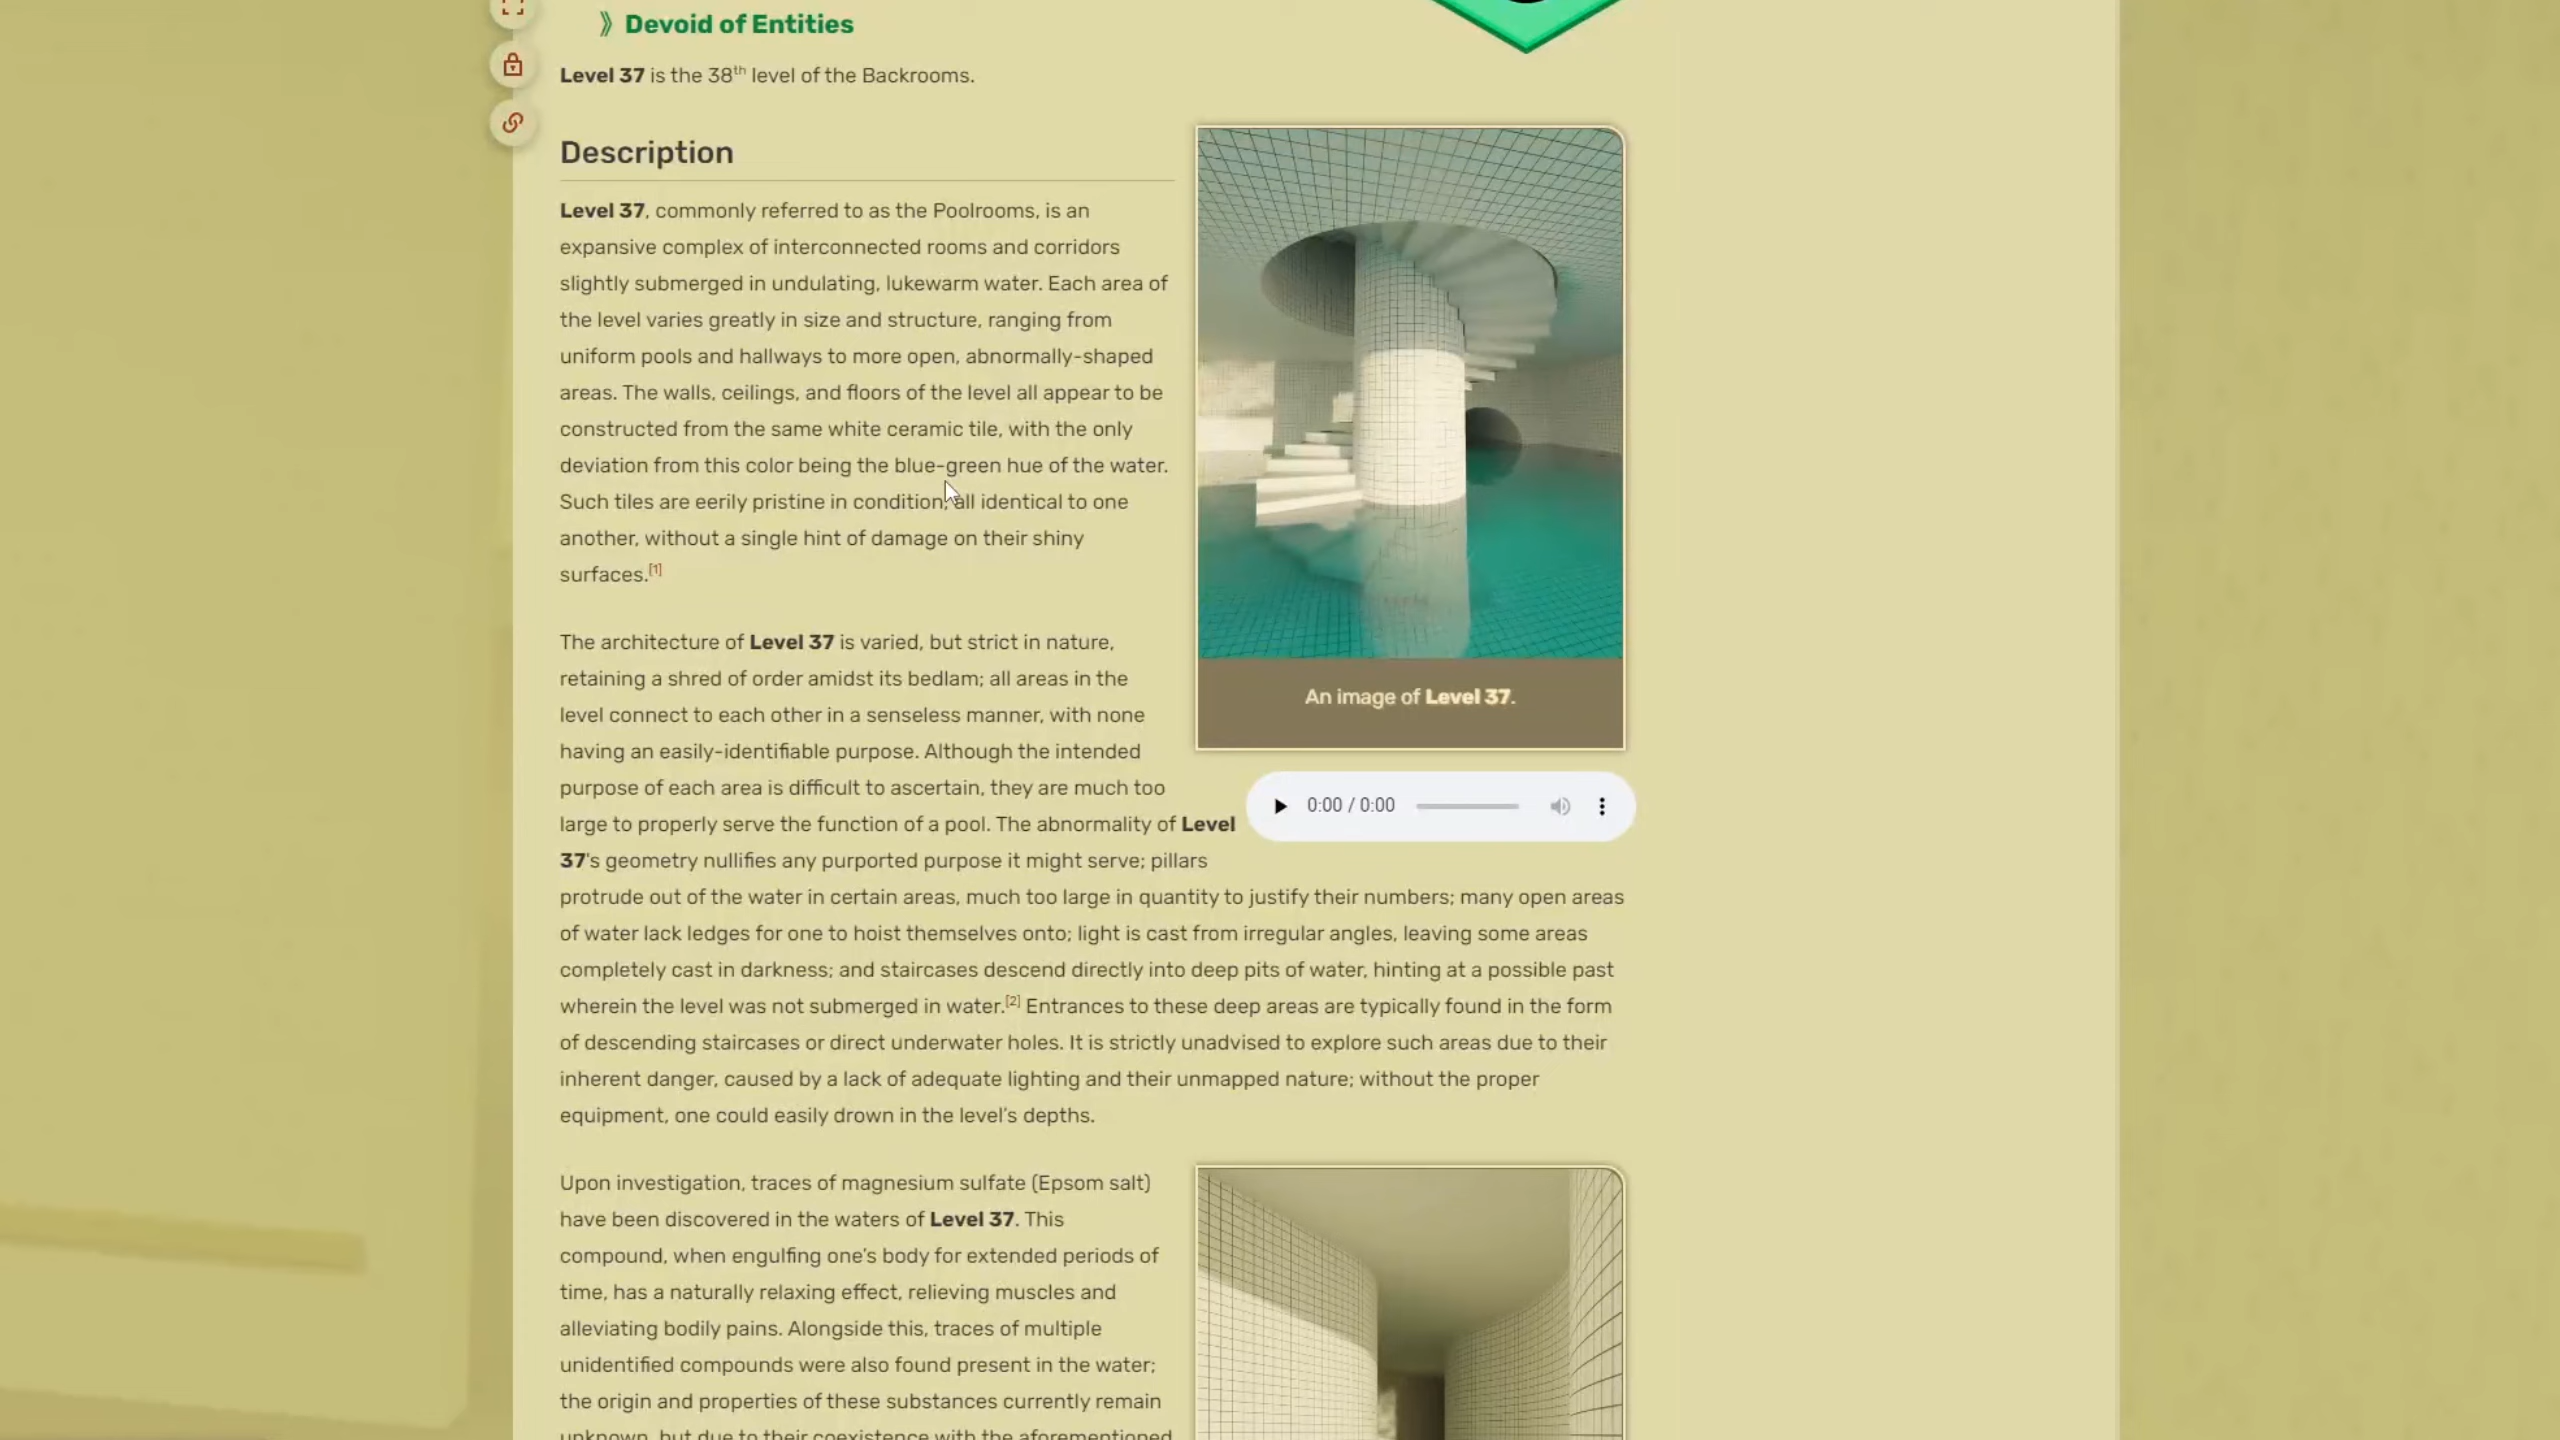 》 Devoid of Entities
Level 37 is the 38th level of the Backrooms.
Description
Level 37, commonly referred to as the Poolrooms, is an
expansive complex of interconnected rooms and corridors
slightly submerged in undulating, lukewarm water. Each area of
the level varies greatly in size and structure, ranging from
uniform pools and hallways to more open, abnormally-shaped
areas. The walls, ceilings, and floors of the level all appear to be
constructed from the same white ceramic tile, with the only
deviation from this color being the blue-green hue of the water.
Such tiles are eerily pristine in condition, all identical to one
another, without a single hint of damage on their shiny
surfaces.[1]
An image of Level 37.
0:00 / 0:00
The architecture of Level 37 is varied, but strict in nature,
retaining a shred of order amidst its bedlam; all areas in the
level connect to each other in a senseless manner, with none
having an easily-identifiable purpose. Although the intended
purpose of each area is difficult to ascertain, they are much too
large to properly serve the function of a pool. The abnormality of Level
37's geometry nullifies any purported purpose it might serve; pillars
protrude out of the water in certain areas, much too large in quantity to justify their numbers; many open areas
of water lack ledges for one to hoist themselves onto; light is cast from irregular angles, leaving some areas
completely cast in darkness; and staircases descend directly into deep pits of water, hinting at a possible past
wherein the level was not submerged in water.[2] Entrances to these deep areas are typically found in the form
of descending staircases or direct underwater holes. It is strictly unadvised to explore such areas due to their
inherent danger, caused by a lack of adequate lighting and their unmapped nature; without the proper
equipment, one could easily drown in the level's depths.
Upon investigation, traces of magnesium sulfate (Epsom salt)
have been discovered in the waters of Level 37. This
compound, when engulfing one's body for extended periods of
time, has a naturally relaxing effect, relieving muscles and
alleviating bodily pains. Alongside this, traces of multiple
unidentified compounds were also found present in the water;
the origin and properties of these substances currently remain
unknown, but due to their coexistence with the aforementioned